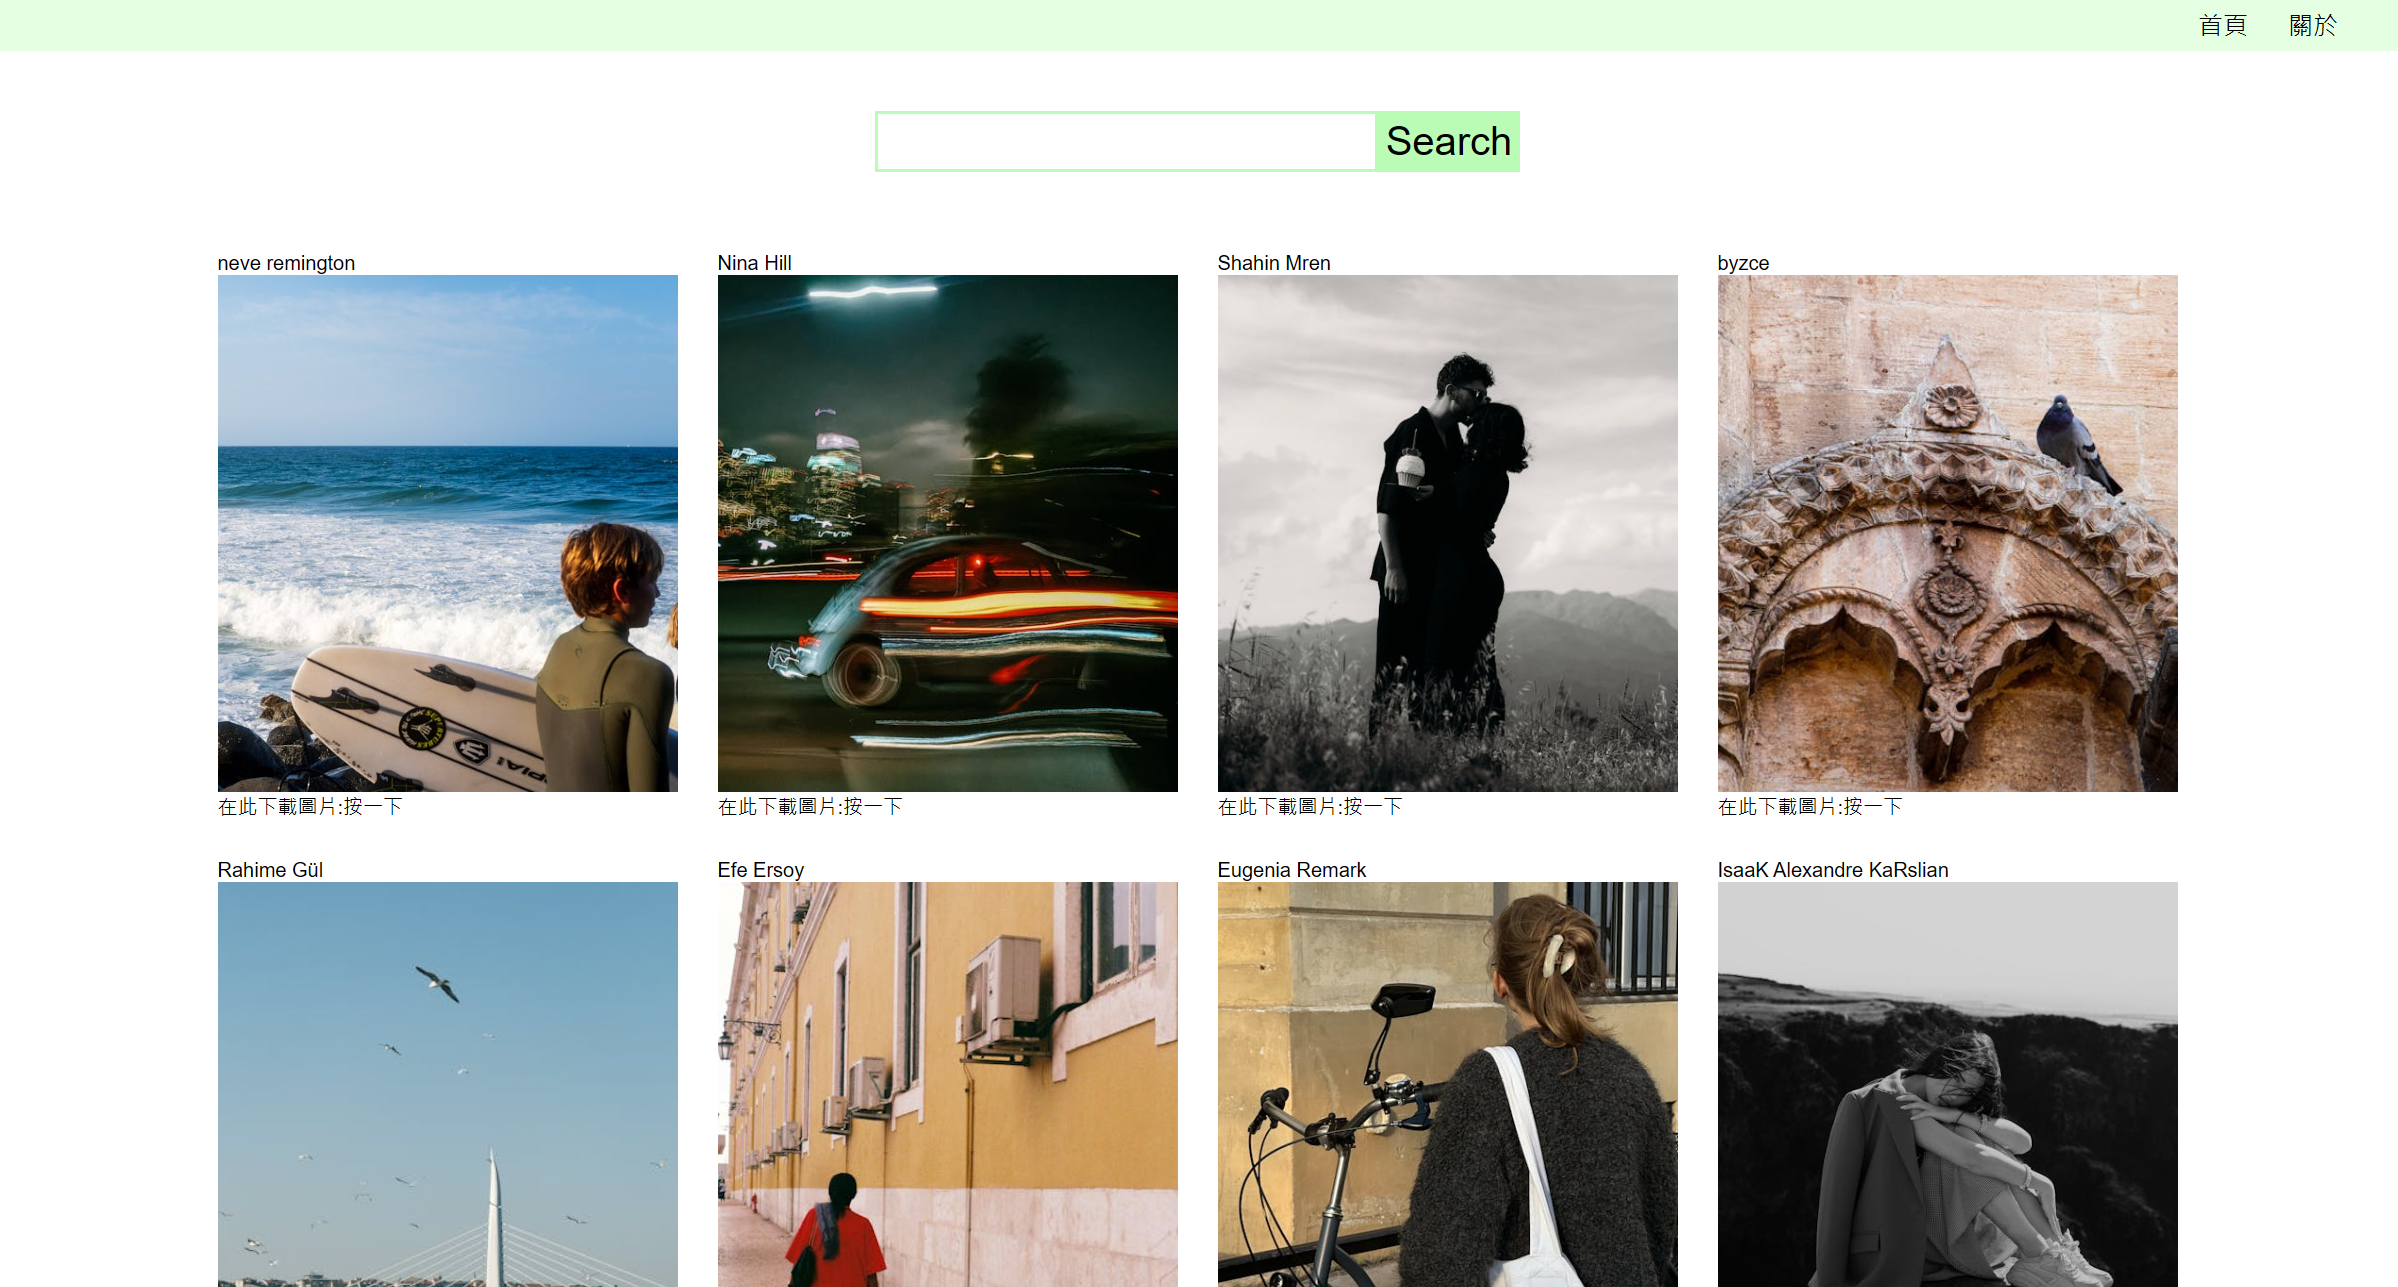 首頁 關於
Search
neve remington Nina Hill Shahin Mren byzce
在此下載圖片:按一下 在此下載圖片:按一下 在此下載圖片:按一下 在此下載圖片:按一下
Rahime Gül Efe Ersoy Eugenia Remark IsaaK Alexandre KaRslian